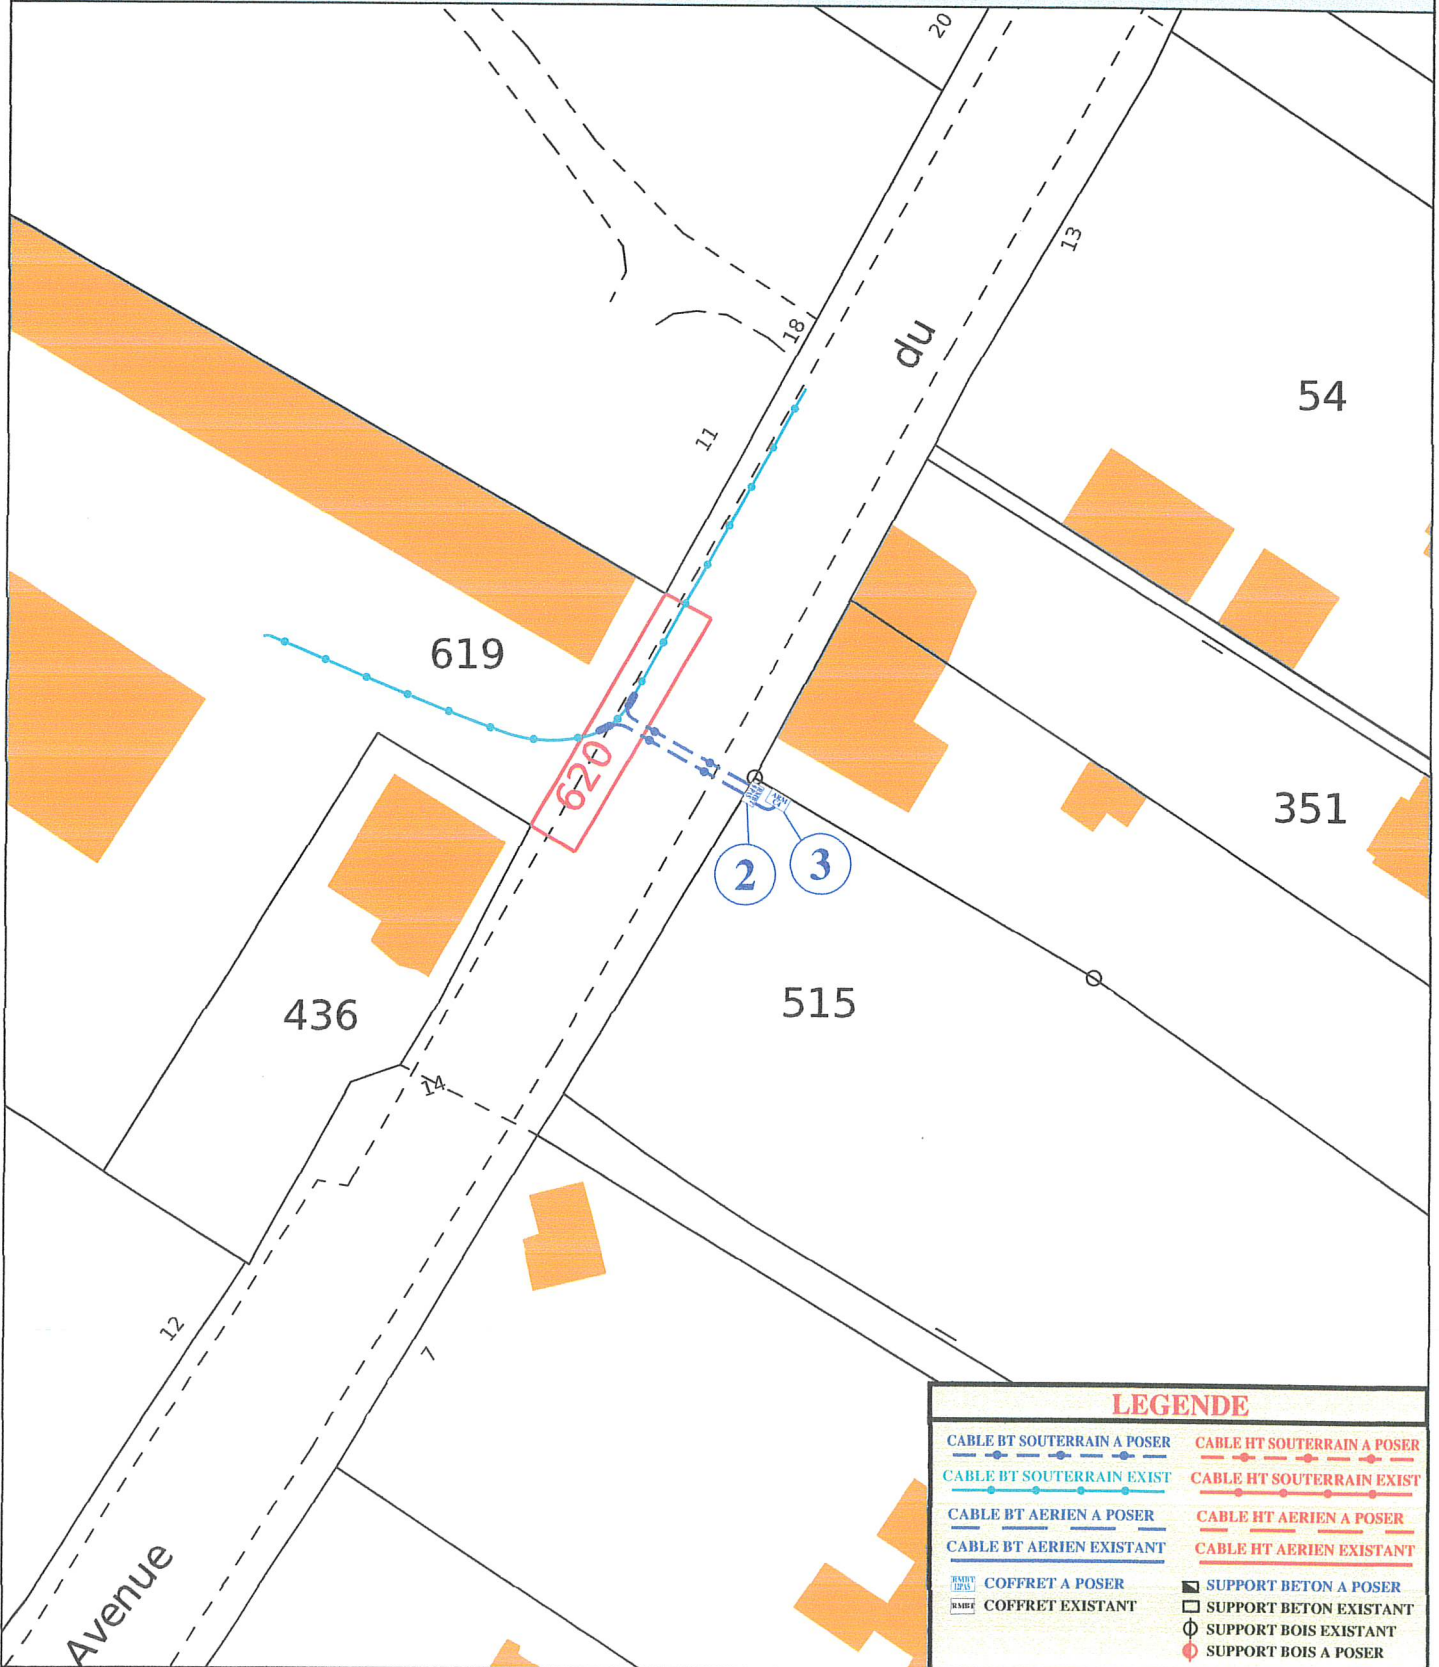 20
13
18
du
54
11
619
620
351
2
3
515
436
14
12
7
Avenue
LEGENDE
CABLE BT SOUTERRAIN A POSER
CABLE HT SOUTERRAIN A POSER
CABLE BT SOUTERRAIN EXIST
CABLE HT SOUTERRAIN EXIST
CABLE BT AERIEN A POSER
CABLE HT AERIEN A POSER
CABLE BT AERIEN EXISTANT
CABLE HT AERIEN EXISTANT
COFFRET A POSER
SUPPORT BETON A POSER
RMBT COFFRET EXISTANT
SUPPORT BETON EXISTANT
SUPPORT BOIS EXISTANT
SUPPORT BOIS A POSER